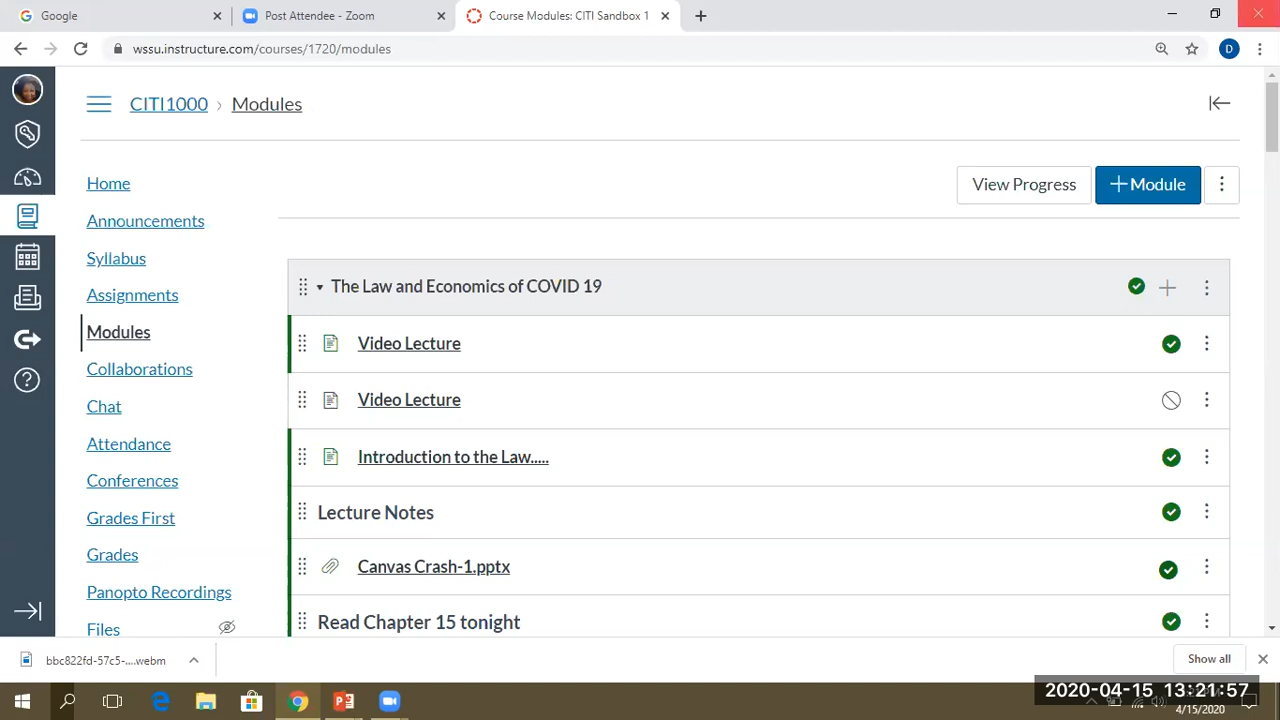 Google
Post Attendee - Zoom
Course Modules: CITI Sandbox 1
wssu.instructure.com/courses/1720/modules
D
CITI1000 › Modules
View Progress
+ Module
Home
Announcements
Syllabus
Assignments
Modules
Collaborations
Chat
Attendance
Conferences
Grades First
Grades
Panopto Recordings
Files
The Law and Economics of COVID 19
Video Lecture
Video Lecture
Introduction to the Law.....
Lecture Notes
Canvas Crash-1.pptx
Read Chapter 15 tonight
bbc822fd-57c5-....webm
Show all
2020-04-15 13:21:57
4/15/2020